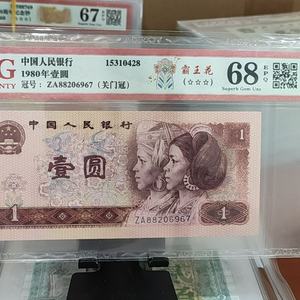 67
中国人民银行
1980年壹圆
冠号：ZA88206967（关门冠）
15310428
霸王花
(☆☆☆)
68
EPQ
Superb Gem Unc
中国人民银行
1
壹圆
ZA88206967
1
1